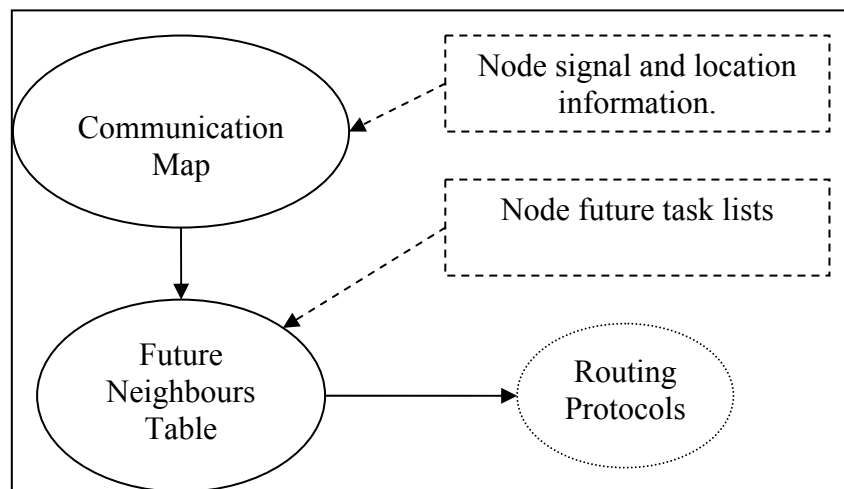 Node signal and location
information.
Communication
Map
Node future task lists
Future
Neighbours
Table
Routing
Protocols